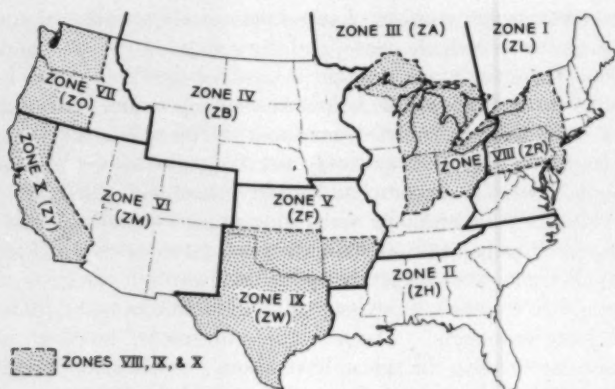 ZONE III (ZA)
ZONE I
(ZL)
ZONE VII
(ZO)
ZONE IV
(ZB)
ZONE VIII (ZR)
ZONE X
(ZY)
ZONE VI
(ZM)
ZONE V
(ZF)
ZONE II
(ZH)
ZONE IX
(ZW)
ZONES VIII, IX, & X